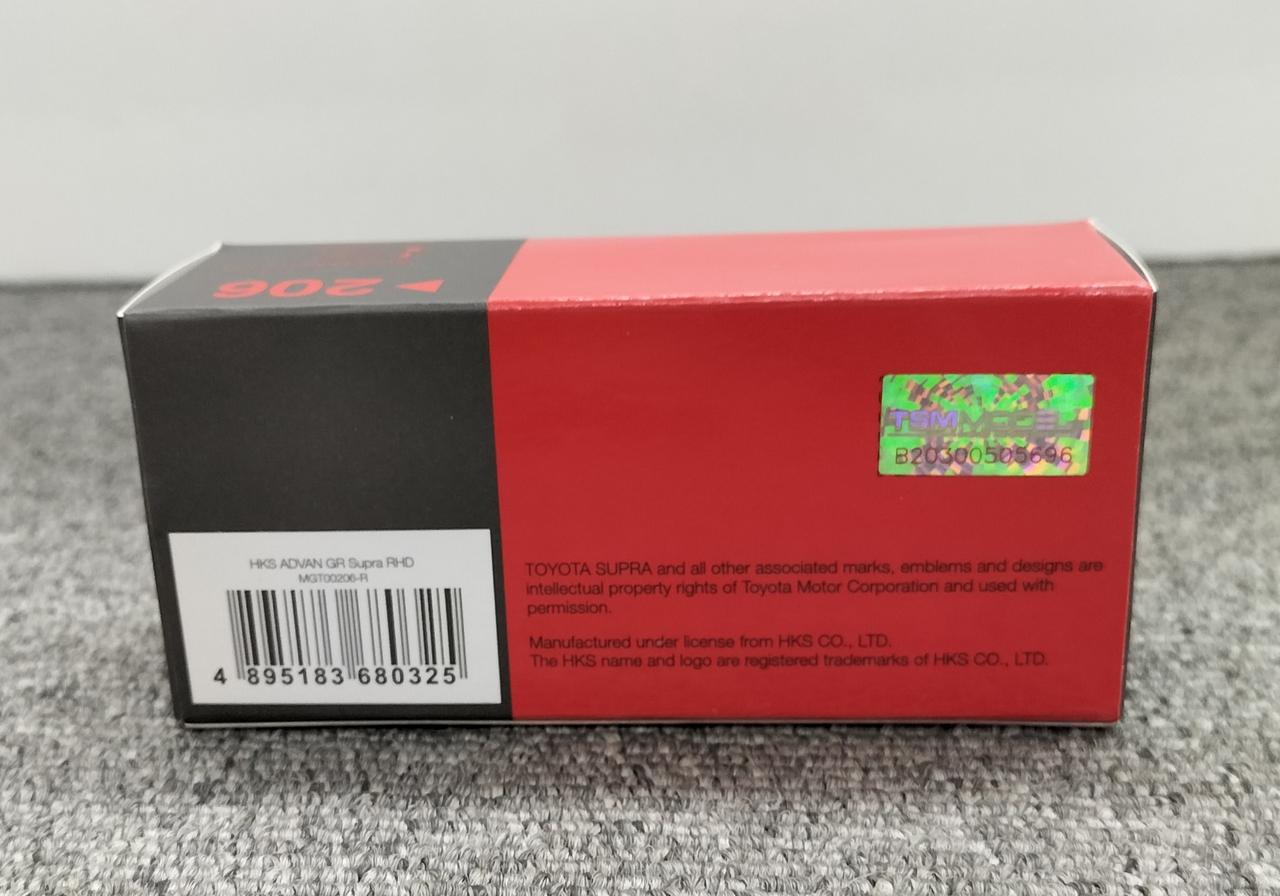 206
TSM MODEL
B20300505696
HKS ADVAN GR Supra RHD
MGT00206-R
4 895183 680325
TOYOTA SUPRA and all other associated marks, emblems and designs are
intellectual property rights of Toyota Motor Corporation and used with
permission.
Manufactured under license from HKS CO., LTD.
The HKS name and logo are registered trademarks of HKS CO., LTD.